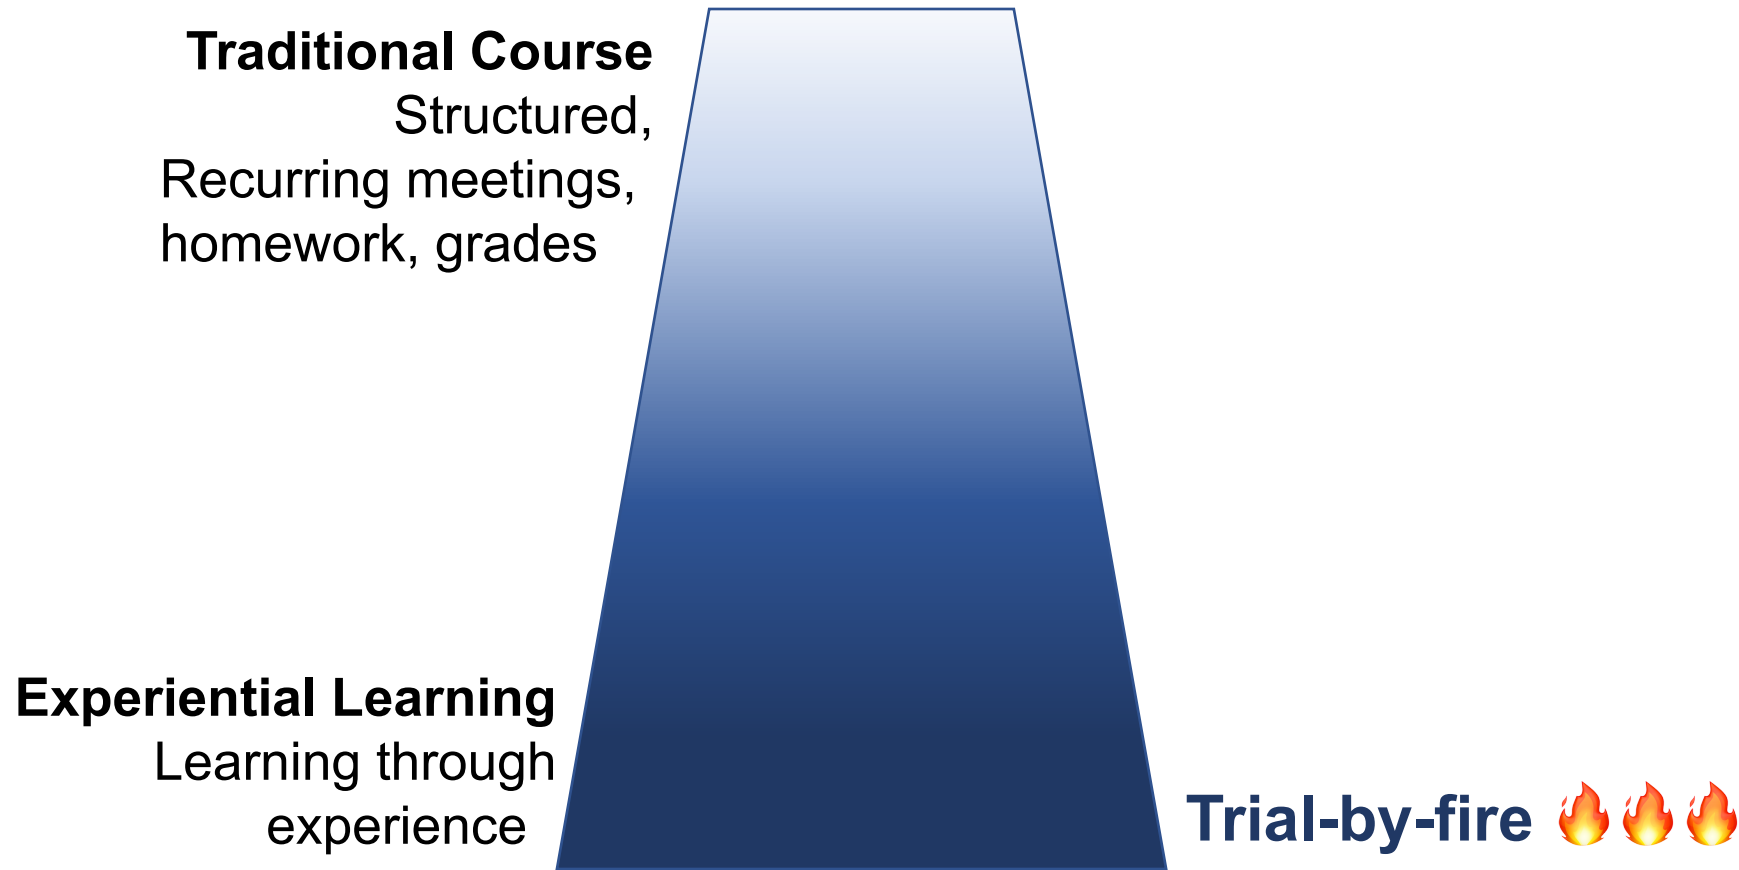 Traditional Course
Structured,
Recurring meetings,
homework, grades
Experiential Learning
Learning through
experience
Trial-by-fire 🔥🔥🔥